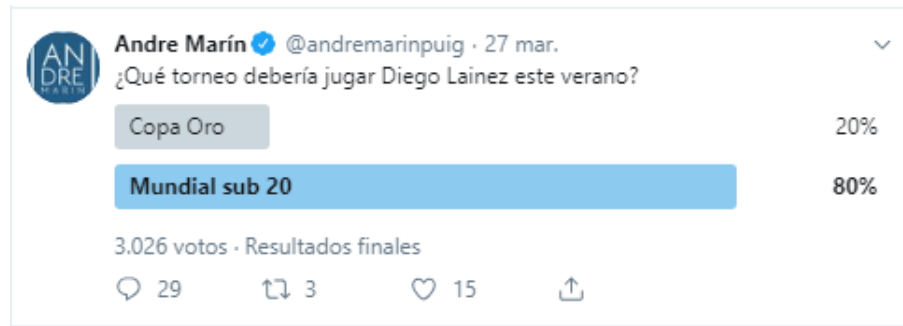 AN
DRE
MARIN
Andre Marín @andremarinpuig · 27 mar.
¿Qué torneo debería jugar Diego Lainez este verano?
Copa Oro 20%
Mundial sub 20 80%
3.026 votos · Resultados finales
29 3 15